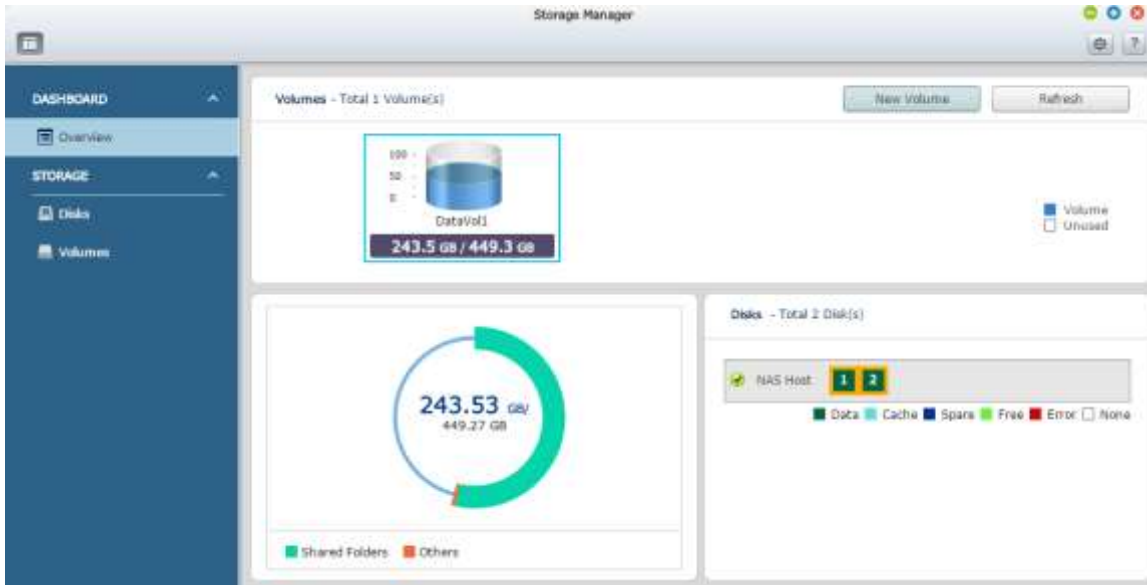 Storage Manager
?
DASHBOARD
Overview
STORAGE
Disks
Volumes
Volumes - Total 1 Volume(s)
New Volume
Refresh
100
50
0
DataVol1
243.5 GB / 449.3 GB
Volume
Unused
243.53 GB/
449.27 GB
Shared Folders Others
Disks - Total 2 Disk(s)
NAS Host 1 2
Data Cache Spare Free Error None